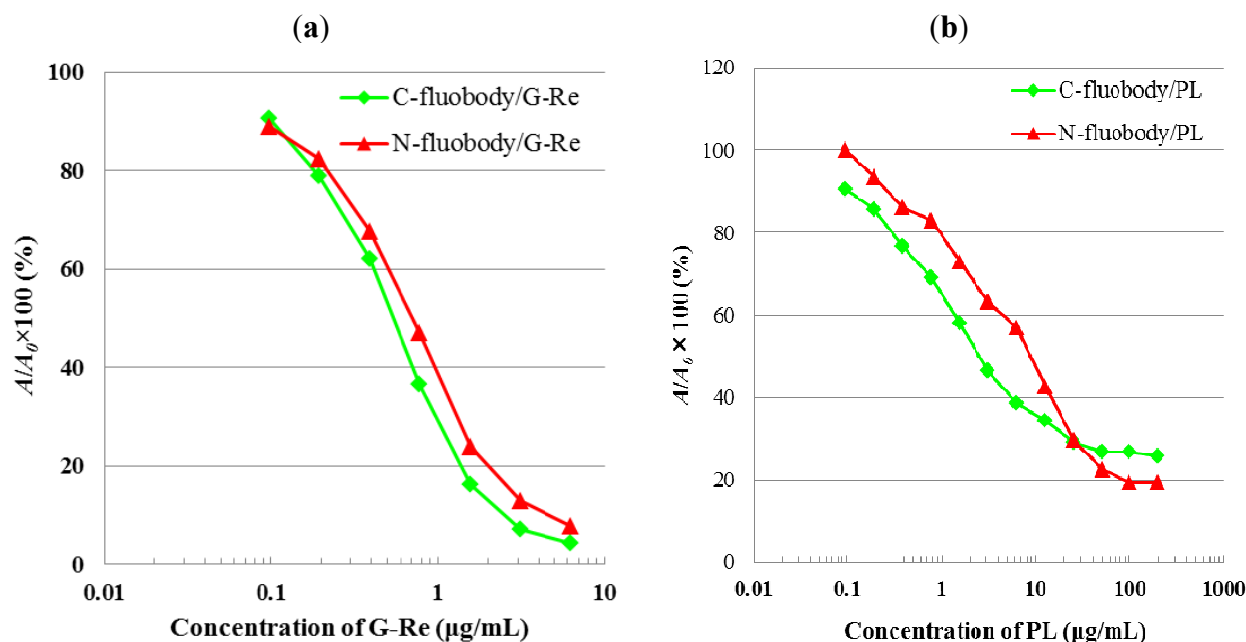 (a)
100
80
60
40
20
0
0.01
0.1
1
10
A/A₀×100 (%)
Concentration of G-Re (µg/mL)
C-fluobody/G-Re
N-fluobody/G-Re
(b)
120
100
80
60
40
20
0
0.01
0.1
1
10
100
1000
A/A₀ × 100 (%)
Concentration of PL (µg/mL)
C-fluobody/PL
N-fluobody/PL